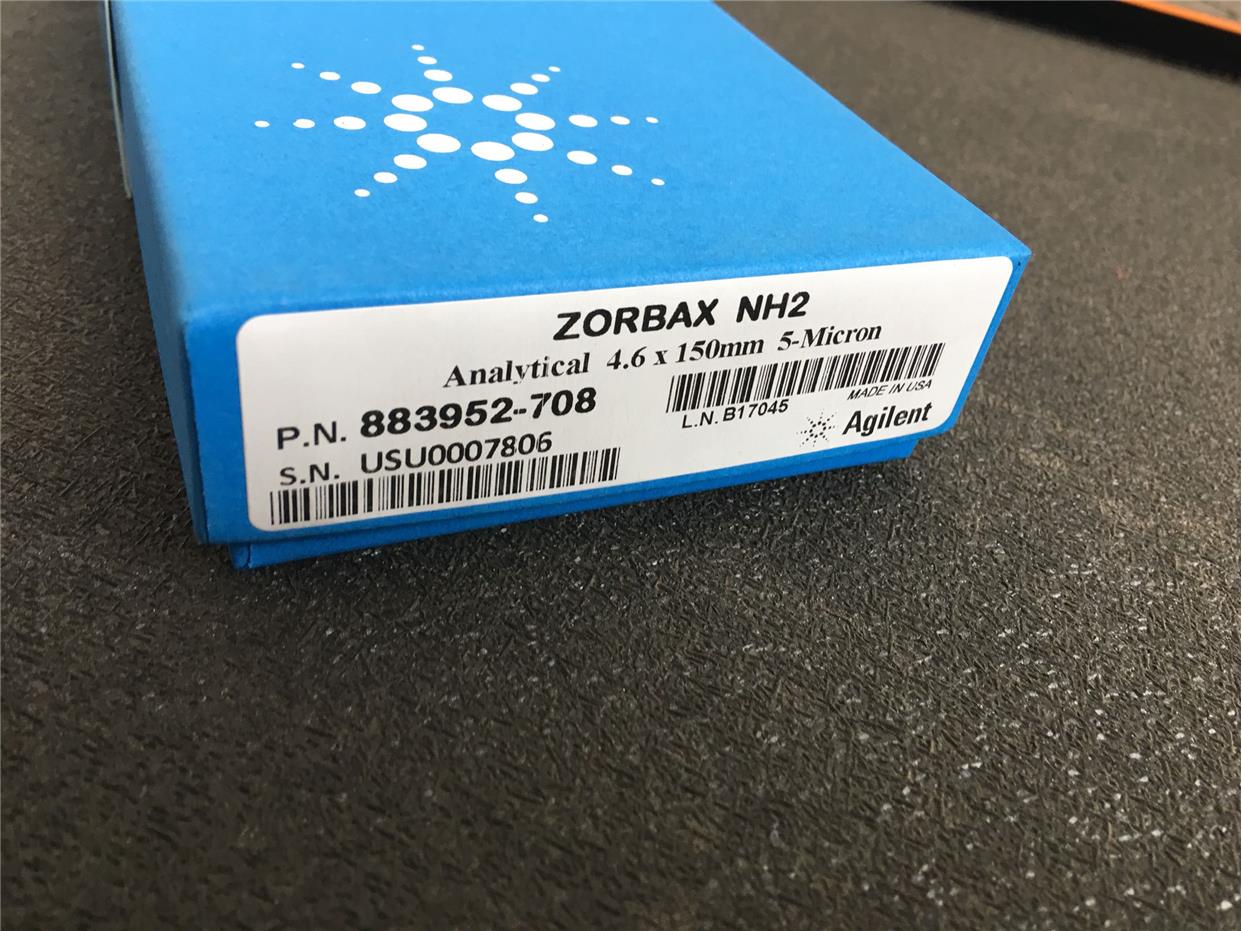 ZORBAX NH2
Analytical 4.6 x 150mm 5-Micron
P.N. 883952-708
S.N. USU0007806
L.N. B17045
MADE IN USA
Agilent